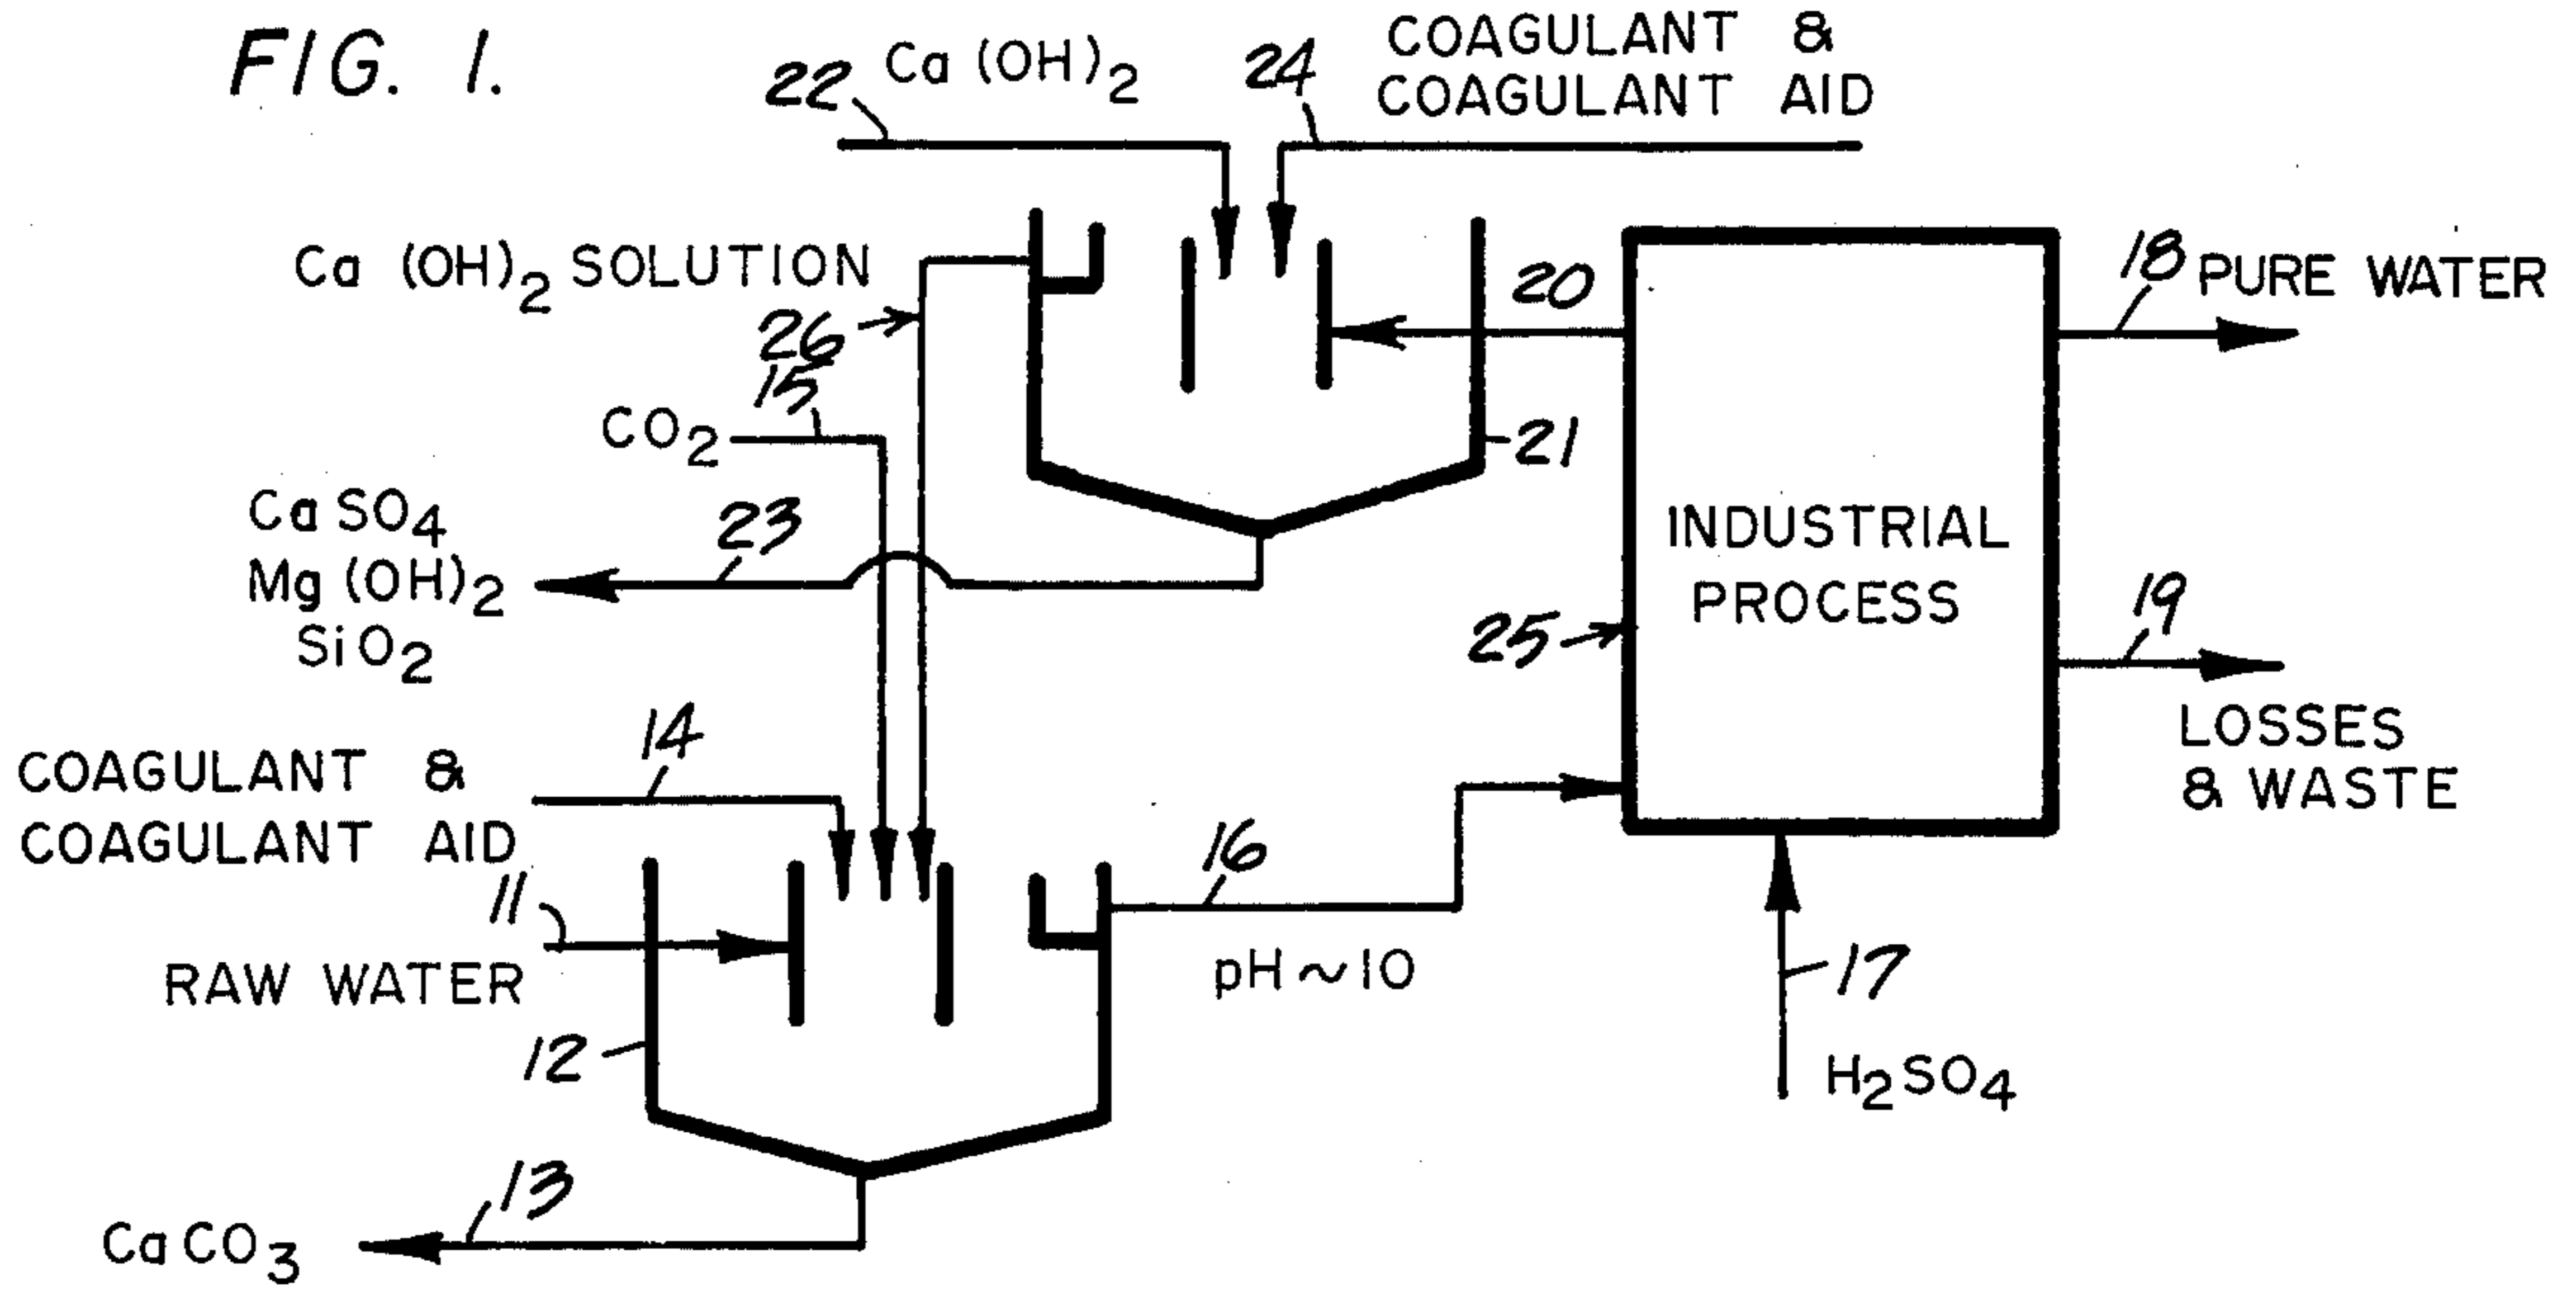 FIG. 1.
22
Ca (OH)2
24
COAGULANT &
COAGULANT AID
Ca (OH)2 SOLUTION
26
20
18
PURE WATER
15
CO2
21
CaSO4
Mg (OH)2
SiO2
23
INDUSTRIAL
PROCESS
25
19
LOSSES
& WASTE
COAGULANT &
COAGULANT AID
14
11
RAW WATER
16
pH ~ 10
12
17
H2SO4
13
CaCO3